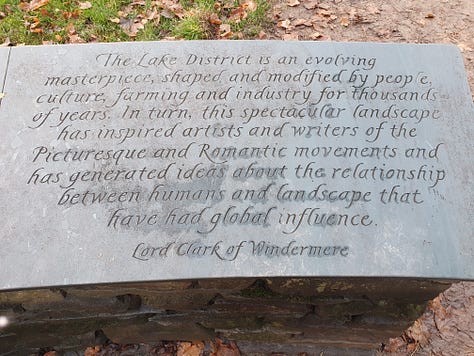 The Lake District is an evolving
masterpiece, shaped and modified by people,
culture, farming and industry for thousands
of years. In turn, this spectacular landscape
has inspired artists and writers of the
Picturesque and Romantic movements and
has generated ideas about the relationship
between humans and landscape that
have had global influence.
Lord Clark of Windermere